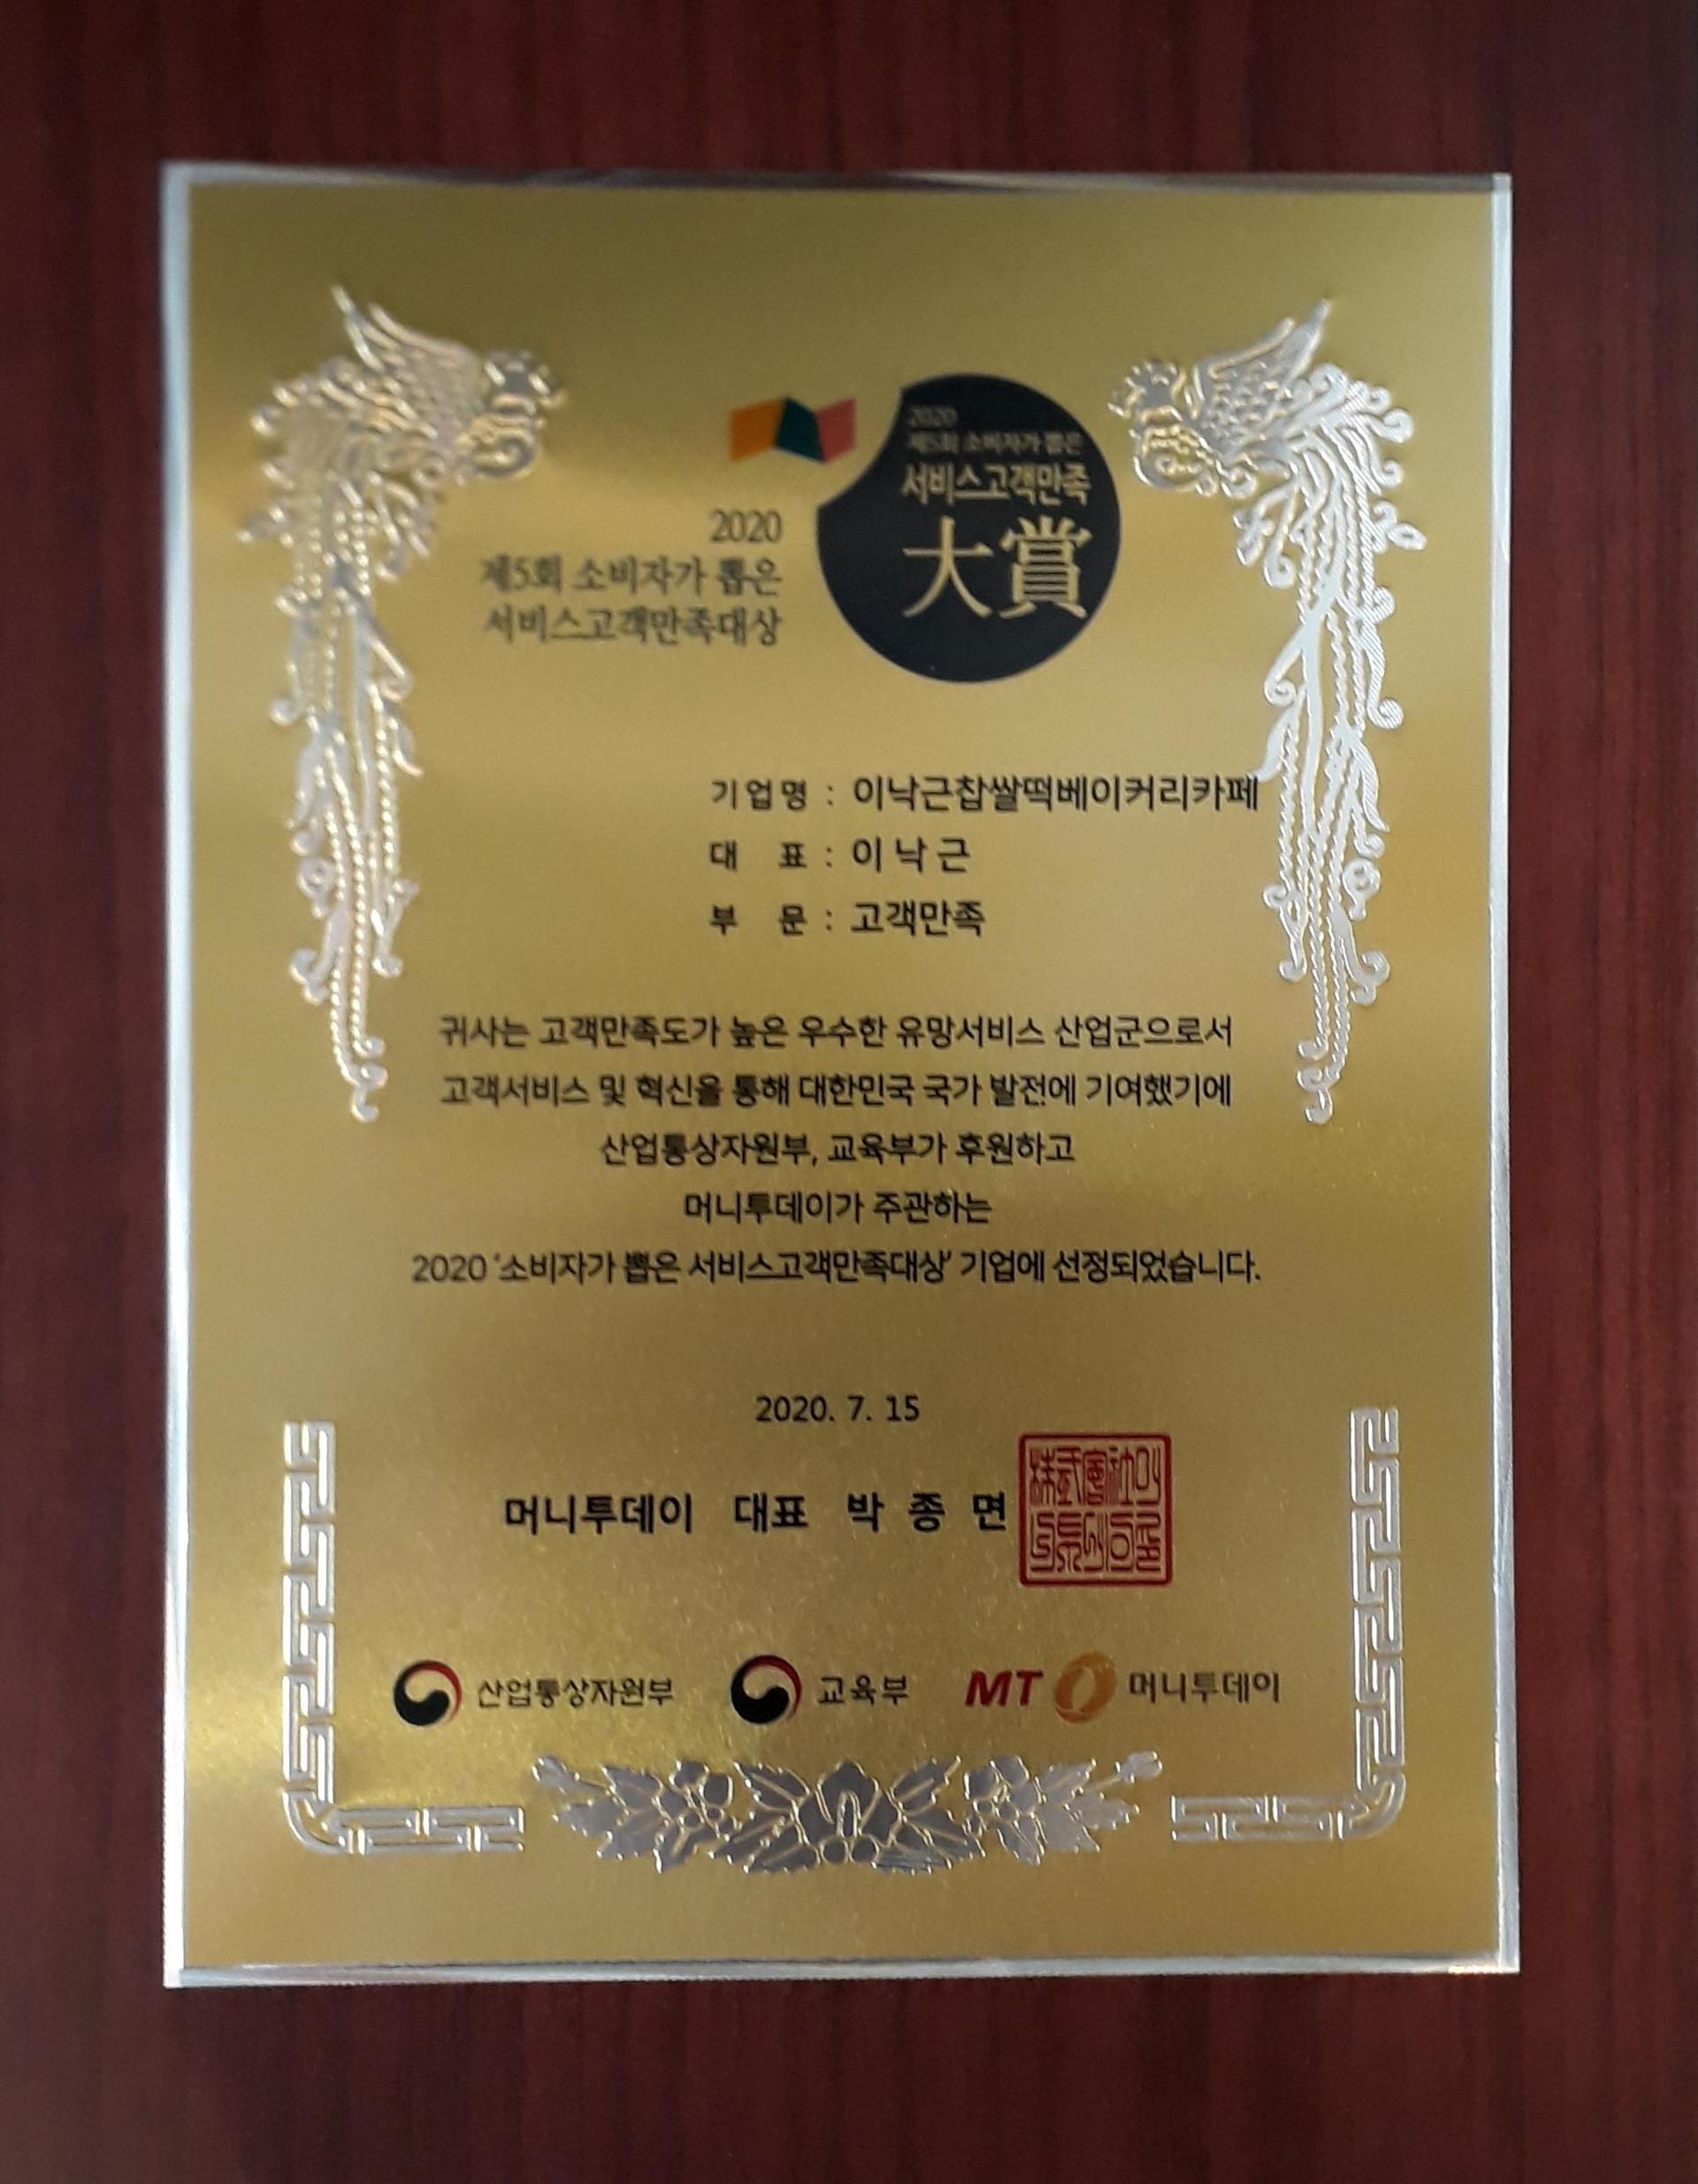 2020
제5회 소비자가 뽑은
서비스고객만족대상
2020
제5회 소비자가 뽑은
서비스고객만족
大賞
기업명 : 이낙근찹쌀떡베이커리카페
대 표 : 이 낙 근
부 문 : 고객만족
귀사는 고객만족도가 높은 우수한 유망서비스 산업군으로서
고객서비스 및 혁신을 통해 대한민국 국가 발전에 기여했기에
산업통상자원부, 교육부가 후원하고
머니투데이가 주관하는
2020 '소비자가 뽑은 서비스고객만족대상' 기업에 선정되었습니다.
2020. 7. 15
머니투데이 대표 박 종 면
株式會社
산업통상자원부
교육부
MT 머니투데이